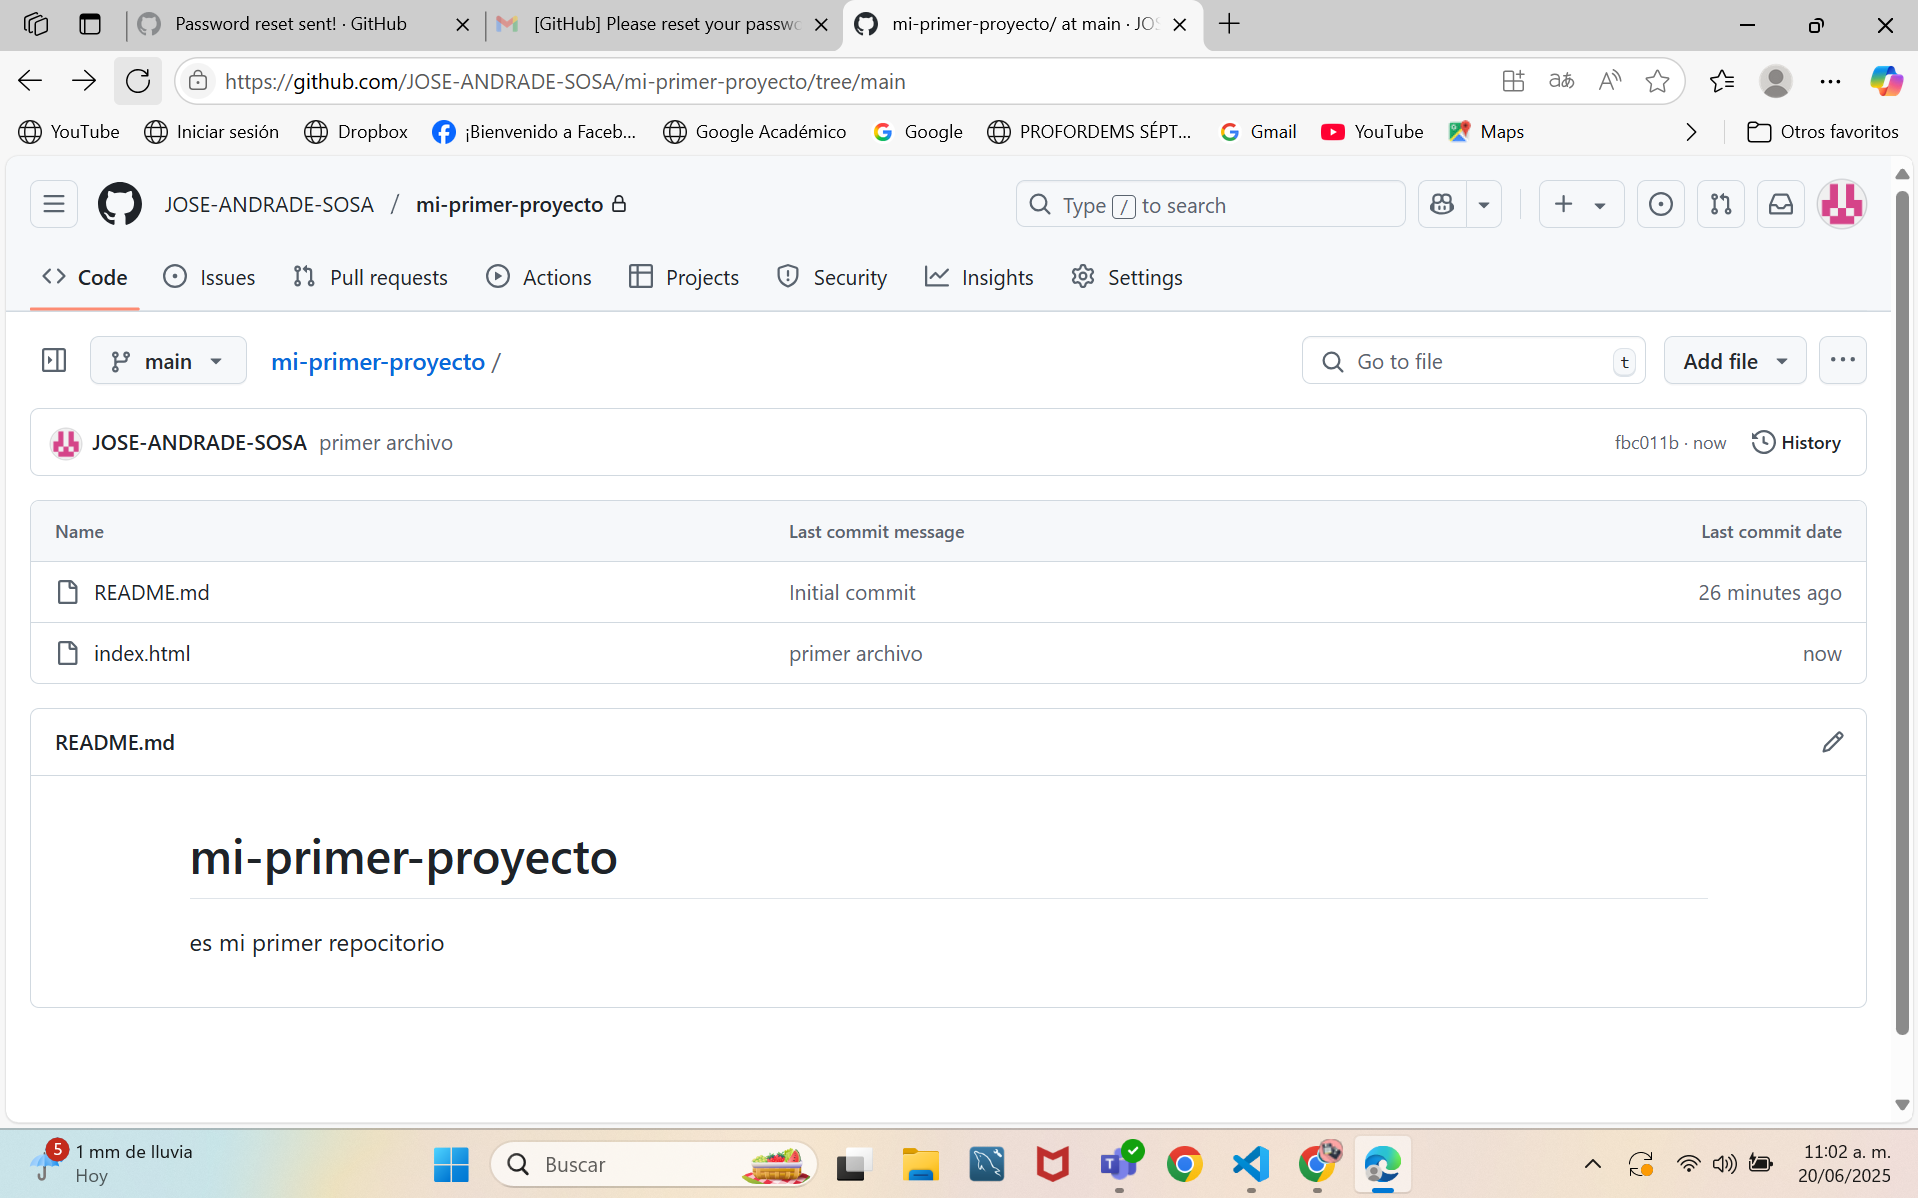 Password reset sent! · GitHub
[GitHub] Please reset your passwo
mi-primer-proyecto/ at main · JOS
https://github.com/JOSE-ANDRADE-SOSA/mi-primer-proyecto/tree/main
YouTube Iniciar sesión Dropbox ¡Bienvenido a Faceb... Google Académico Google PROFORDEMS SÉPT... Gmail YouTube Maps Otros favoritos
JOSE-ANDRADE-SOSA / mi-primer-proyecto Type / to search
Code Issues Pull requests Actions Projects Security Insights Settings
main mi-primer-proyecto / Go to file t Add file
JOSE-ANDRADE-SOSA primer archivo fbc011b · now History
Name Last commit message Last commit date
README.md Initial commit 26 minutes ago
index.html primer archivo now
README.md
mi-primer-proyecto
es mi primer repocitorio
5 1 mm de lluvia
Hoy
Buscar
11:02 a. m.
20/06/2025